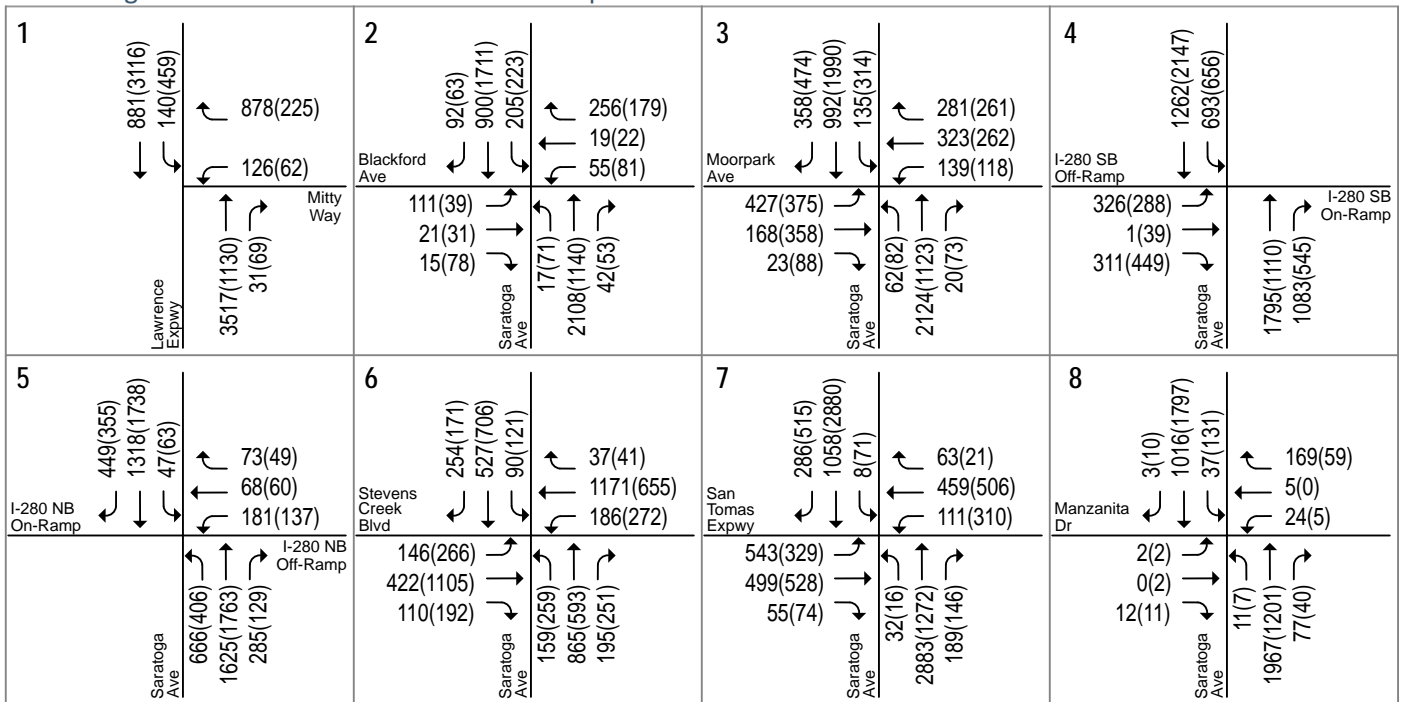 1
881(3116)
140(459)
878(225)
126(62)
Mitty
Way
Lawrence
Expwy
3517(1130)
31(69)
2
92(63)
900(1711)
205(223)
256(179)
19(22)
55(81)
Blackford
Ave
111(39)
21(31)
15(78)
Saratoga
Ave
17(71)
2108(1140)
42(53)
3
358(474)
992(1990)
135(314)
281(261)
323(262)
139(118)
Moorpark
Ave
427(375)
168(358)
23(88)
Saratoga
Ave
62(82)
2124(1123)
20(73)
4
1262(2147)
693(656)
I-280 SB
Off-Ramp
I-280 SB
On-Ramp
326(288)
1(39)
311(449)
Saratoga
Ave
1795(1110)
1083(545)
5
449(355)
1318(1738)
47(63)
73(49)
68(60)
181(137)
I-280 NB
On-Ramp
I-280 NB
Off-Ramp
Saratoga
Ave
666(406)
1625(1763)
285(129)
6
254(171)
527(706)
90(121)
37(41)
1171(655)
186(272)
Stevens
Creek
Blvd
146(266)
422(1105)
110(192)
Saratoga
Ave
159(259)
865(593)
195(251)
7
286(515)
1058(2880)
8(71)
63(21)
459(506)
111(310)
San
Tomas
Expwy
543(329)
499(528)
55(74)
Saratoga
Ave
32(16)
2883(1272)
189(146)
8
3(10)
1016(1797)
37(131)
169(59)
5(0)
24(5)
Manzanita
Dr
2(2)
0(2)
12(11)
Saratoga
Ave
11(7)
1967(1201)
77(40)